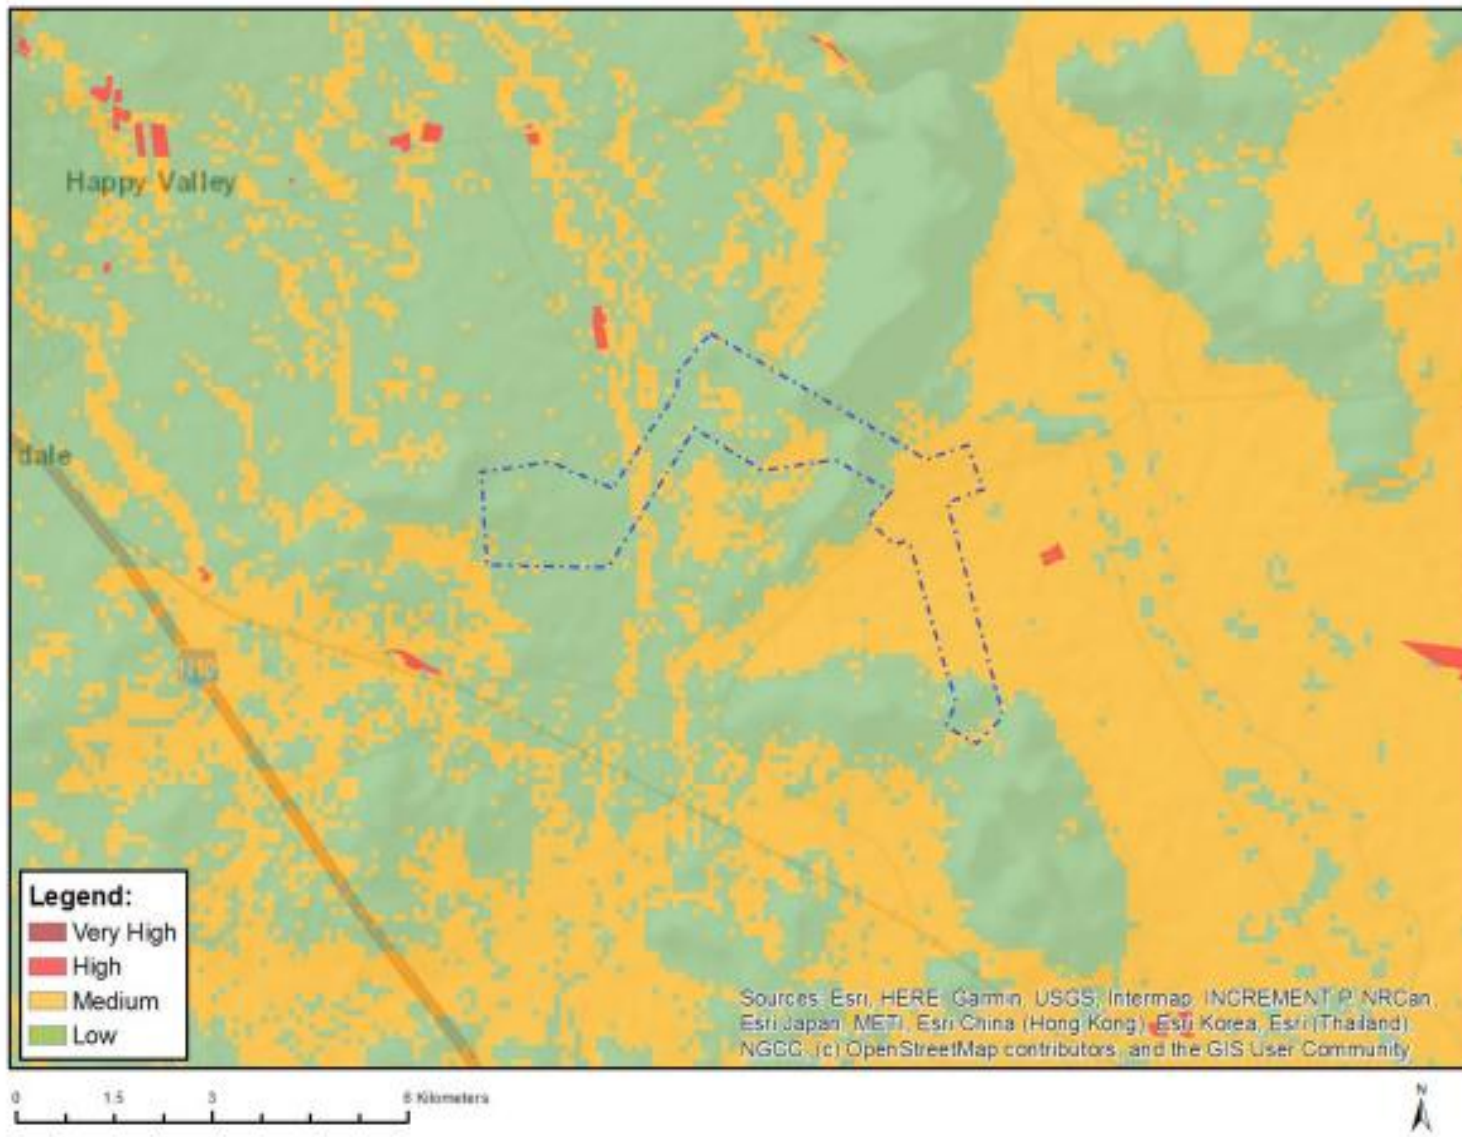 Happy Valley
dale
Legend:
Very High
High
Medium
Low
Sources: Esri, HERE, Garmin, USGS, Intermap, INCREMENT P, NRCan,
Esri Japan, METI, Esri China (Hong Kong), Esri Korea, Esri (Thailand),
NGCC, (c) OpenStreetMap contributors, and the GIS User Community
0 1.5 3 6 Kilometers
N